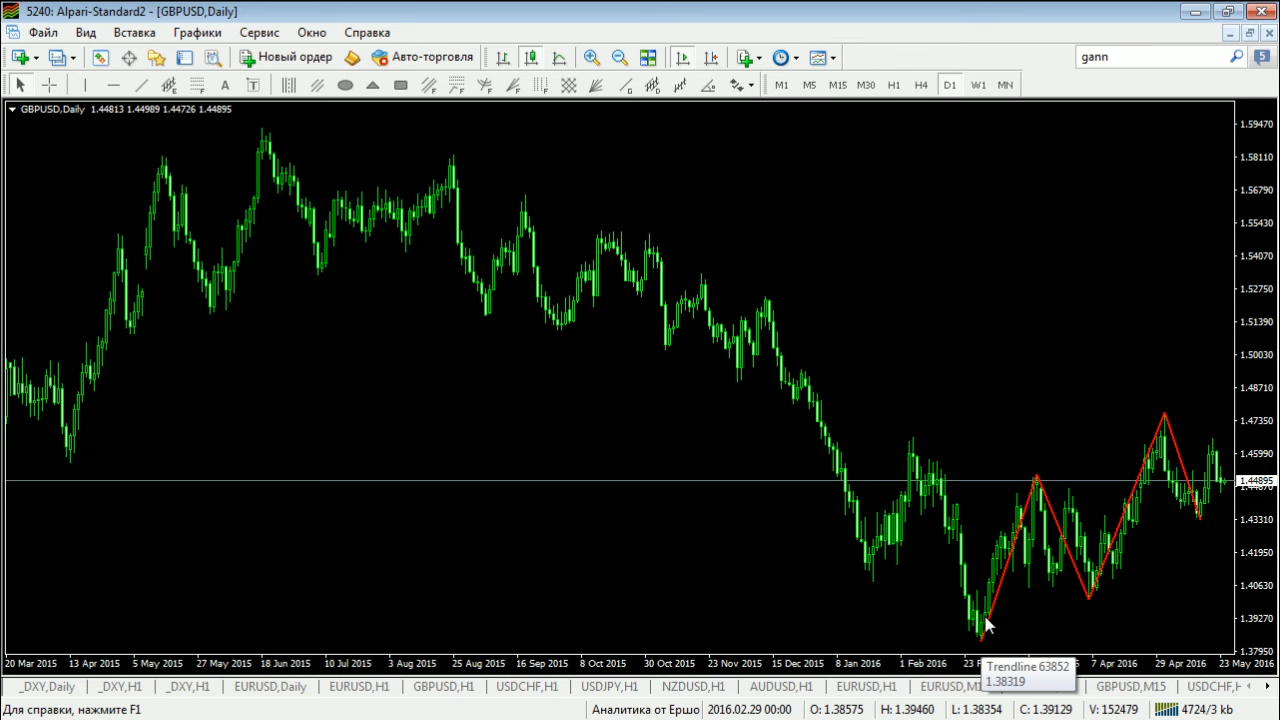 5240: Alpari-Standard2 - [GBPUSD,Daily]
Файл Вид Вставка Графики Сервис Окно Справка
Новый ордер Авто-торговля gann 5
A T M1 M5 M15 M30 H1 H4 D1 W1 MN
GBPUSD,Daily 1.44813 1.44989 1.44726 1.44895
1.59470
1.58110
1.56790
1.55430
1.54070
1.52750
1.51390
1.50030
1.48710
1.47350
1.45990
1.44895
1.43310
1.41950
1.40630
1.39270
1.37950
20 Mar 2015 13 Apr 2015 5 May 2015 27 May 2015 18 Jun 2015 10 Jul 2015 3 Aug 2015 25 Aug 2015 16 Sep 2015 8 Oct 2015 30 Oct 2015 23 Nov 2015 15 Dec 2015 8 Jan 2016 1 Feb 2016 23 F 7 Apr 2016 29 Apr 2016 23 May 2016
Trendline 63852
1.38319
_DXY,Daily _DXY,H1 _DXY,H1 EURUSD,Daily EURUSD,H1 GBPUSD,H1 USDCHF,H1 USDJPY,H1 NZDUSD,H1 AUDUSD,H1 EURUSD,H1 EURUSD,M1 GBPUSD,M15 USDCHF,H
Для справки, нажмите F1 Аналитика от Ершо 2016.02.29 00:00 O: 1.38575 H: 1.39460 L: 1.38354 C: 1.39129 V: 152479 4724/3 kb